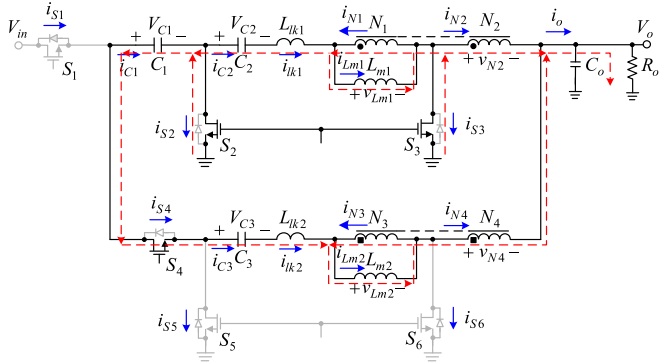 i_S1 V_C1 V_C2 L_lk1 i_N1 N_1 i_N2 N_2 i_o V_o
V_in + − + −
S_1 i_C1 C_1 i_C2 C_2 i_lk1 i_Lm1 L_m1 + v_N2 − C_o R_o
+ v_Lm1 −
i_S2 S_2 S_3 i_S3
i_S4 V_C3 L_lk2 i_N3 N_3 i_N4 N_4
+ −
S_4 i_C3 C_3 i_lk2 i_Lm2 L_m2 + v_N4 −
+ v_Lm2 −
i_S5 S_5 S_6 i_S6